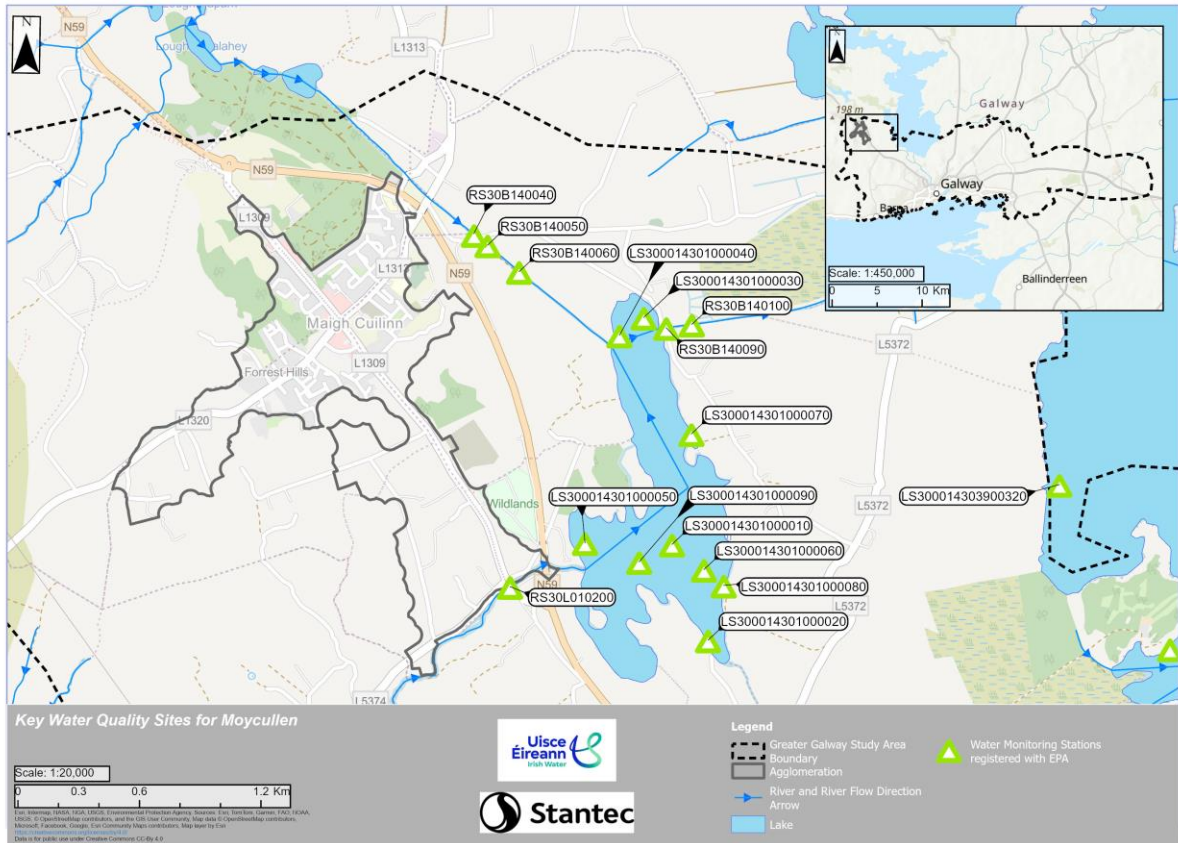 N
N59
L1313
N59
L1309
L1312
N59
Maigh Cuilinn
L1309
Forrest Hills
L1320
Wildlands
N59
L5374
L5372
L5372
L5372
RS30B140040
RS30B140050
RS30B140060
LS300014301000040
LS300014301000030
RS30B140100
RS30B140090
LS300014301000070
LS300014301000050
LS300014301000090
LS300014301000010
LS300014301000060
LS300014301000080
LS300014301000020
RS30L010200
LS300014303900320
198 m
Galway
Galway
Ballinderreen
Scale: 1:450,000
0 5 10 Km
Key Water Quality Sites for Moycullen
Scale: 1:20,000
0 0.3 0.6 1.2 Km
Data is for public use under Creative Commons CC-By 4.0
Uisce
Éireann
Irish Water
Stantec
Legend
Greater Galway Study Area
Boundary
Agglomeration
River and River Flow Direction
Arrow
Lake
Water Monitoring Stations
registered with EPA